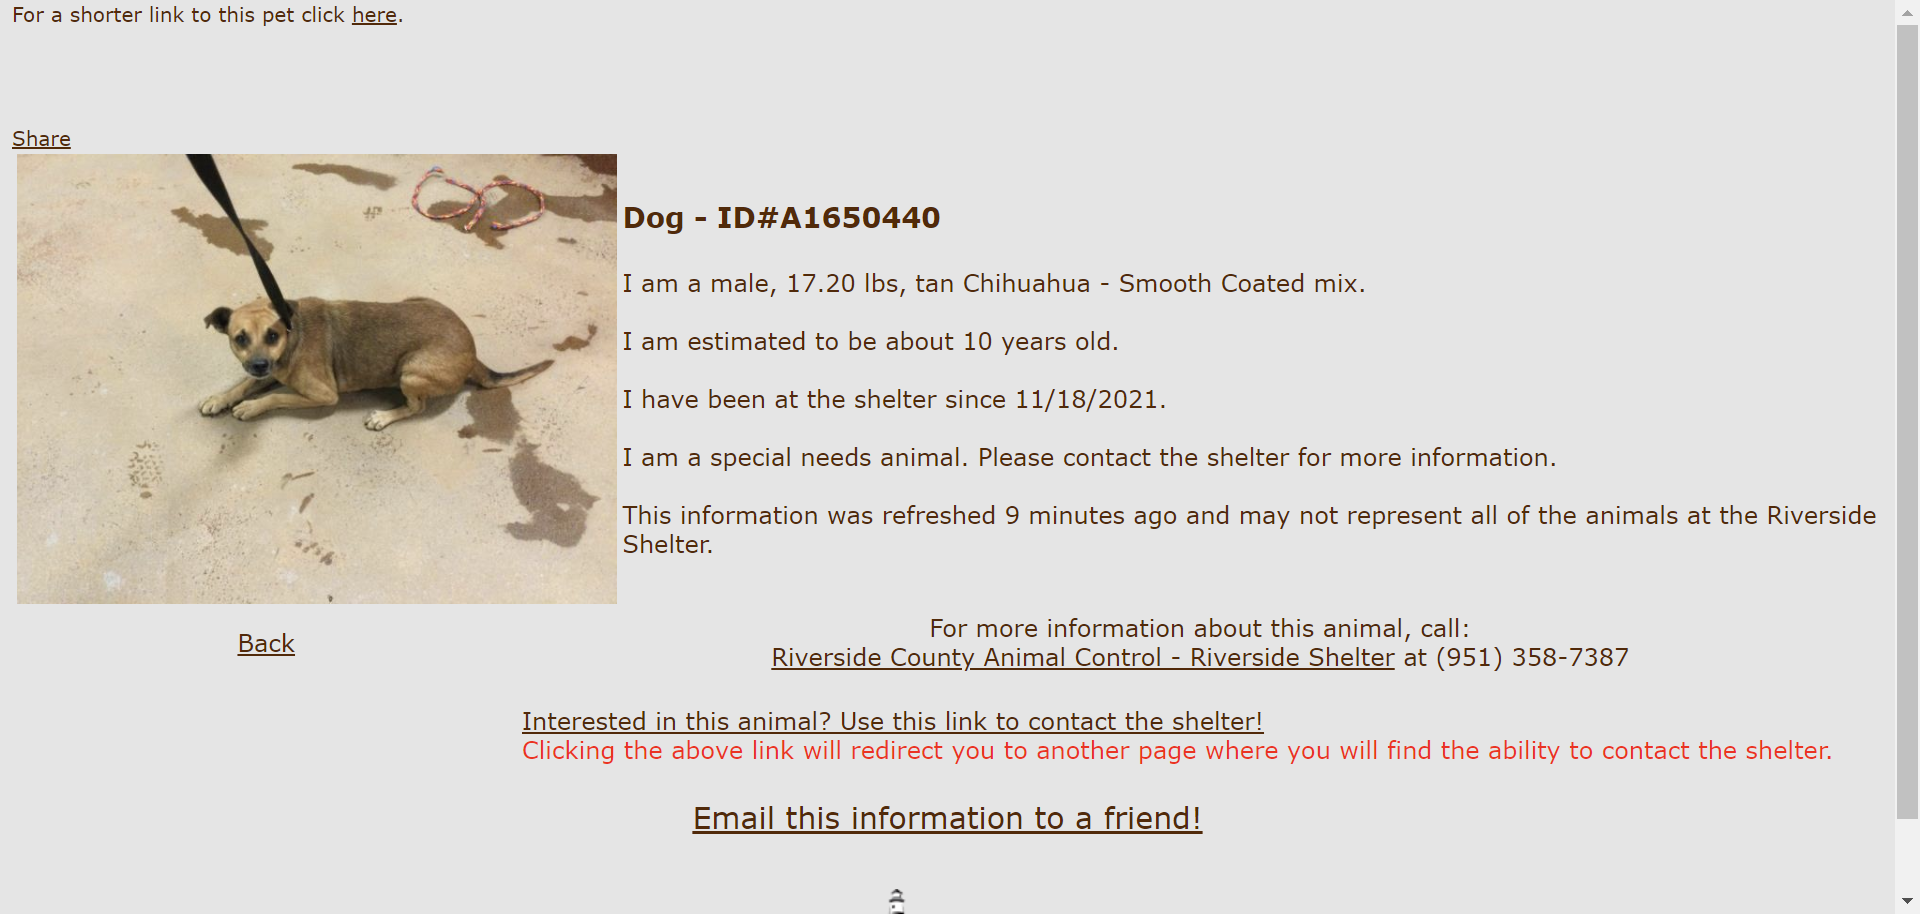 For a shorter link to this pet click here.
Share
Dog - ID#A1650440
I am a male, 17.20 lbs, tan Chihuahua - Smooth Coated mix.
I am estimated to be about 10 years old.
I have been at the shelter since 11/18/2021.
I am a special needs animal. Please contact the shelter for more information.
This information was refreshed 9 minutes ago and may not represent all of the animals at the Riverside
Shelter.
Back
For more information about this animal, call:
Riverside County Animal Control - Riverside Shelter at (951) 358-7387
Interested in this animal? Use this link to contact the shelter!
Clicking the above link will redirect you to another page where you will find the ability to contact the shelter.
Email this information to a friend!